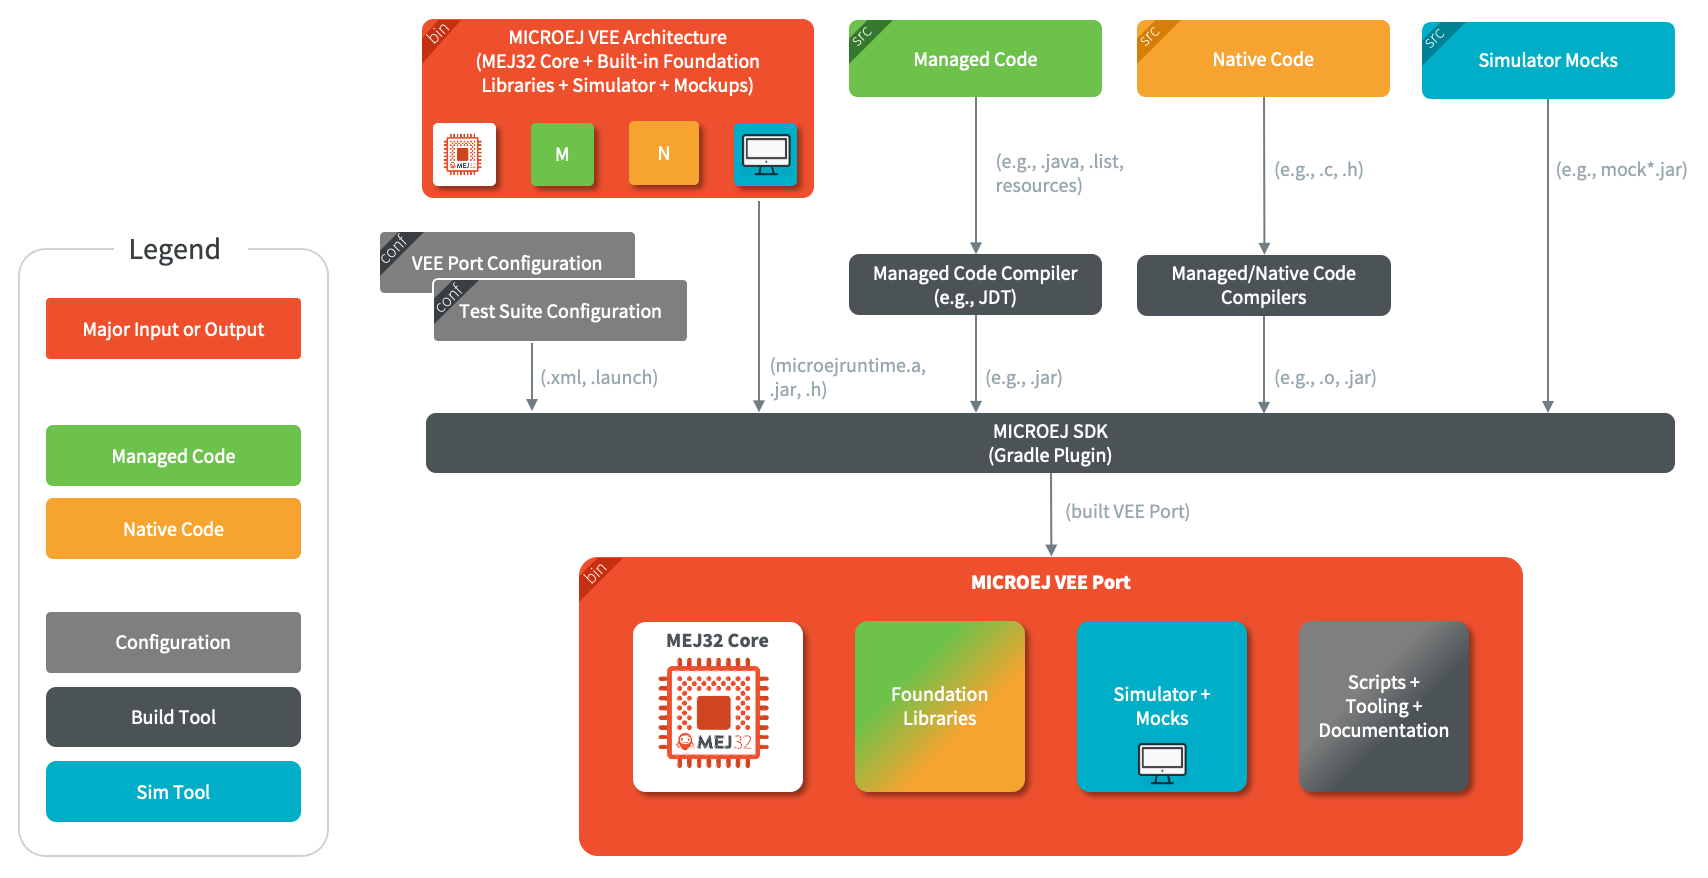 bin
MICROEJ VEE Architecture
(MEJ32 Core + Built-in Foundation
Libraries + Simulator + Mockups)
MEJ32
M
N
src
Managed Code
src
Native Code
src
Simulator Mocks
(e.g., .java, .list,
resources)
(e.g., .c, .h)
(e.g., mock*.jar)
conf
VEE Port Configuration
conf
Test Suite Configuration
Managed Code Compiler
(e.g., JDT)
Managed/Native Code
Compilers
(.xml, .launch)
(microejruntime.a,
.jar, .h)
(e.g., .jar)
(e.g., .o, .jar)
MICROEJ SDK
(Gradle Plugin)
(built VEE Port)
bin
MICROEJ VEE Port
MEJ32 Core
MEJ32
Foundation
Libraries
Simulator +
Mocks
Scripts +
Tooling +
Documentation
Legend
Major Input or Output
Managed Code
Native Code
Configuration
Build Tool
Sim Tool